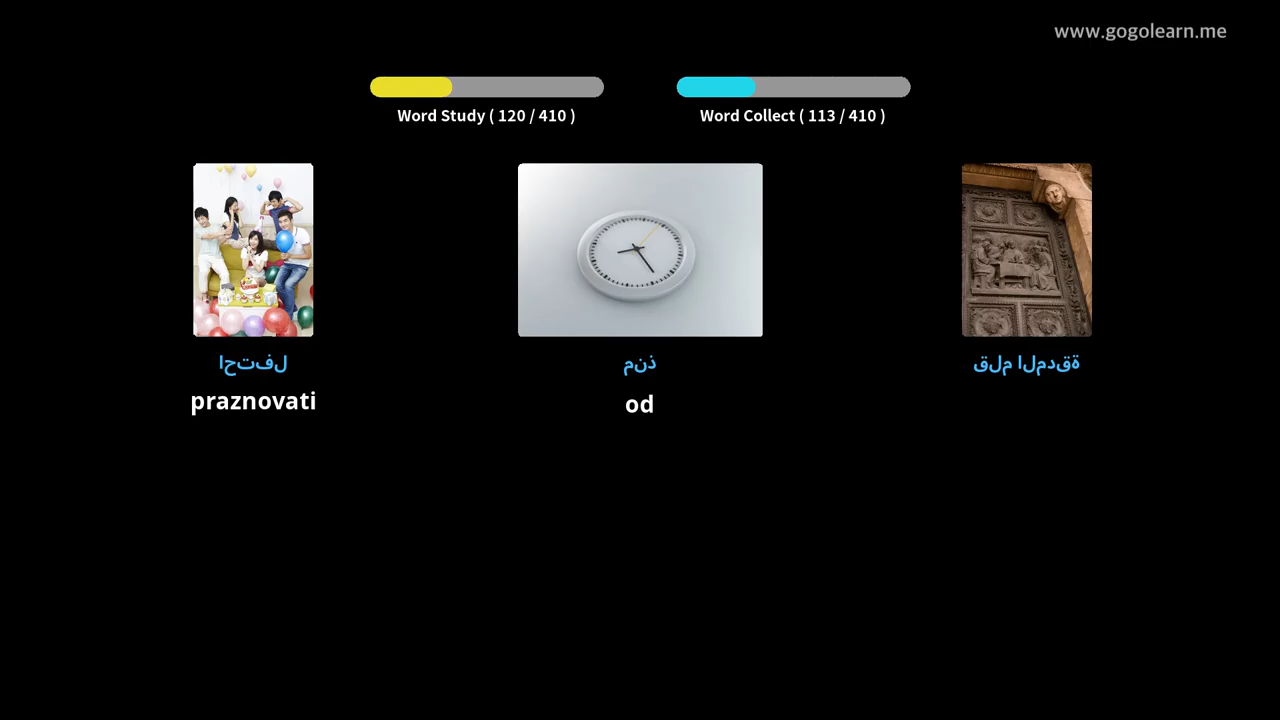 www.gogolearn.me
Word Study ( 120 / 410 )
Word Collect ( 113 / 410 )
احتفل
منذ
قلم المدقة
praznovati
od